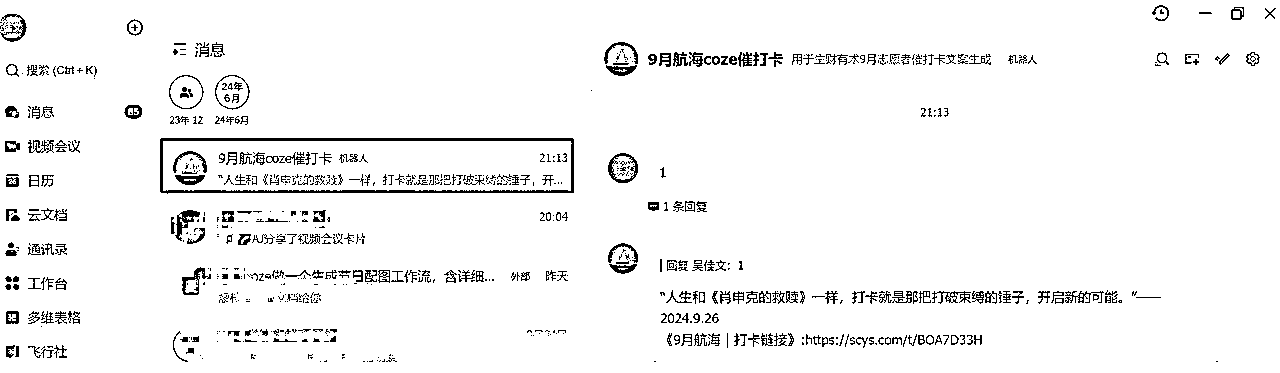 搜索 (Ctrl + K)
消息
65
视频会议
日历
云文档
通讯录
工作台
多维表格
飞行社
消息
24年
6月
23年 12
24年6月
9月航海coze催打卡 机器人 21:13
“人生和《肖申克的救赎》一样，打卡就是那把打破束缚的锤子，开...
20:04
分享了视频会议卡片
oze做一个生成节日配图工作流，含详细... 外部 昨天
9月航海coze催打卡 用于生财有术9月志愿者催打卡文案生成 机器人
21:13
1
1 条回复
回复 吴佳文：1
“人生和《肖申克的救赎》一样，打卡就是那把打破束缚的锤子，开启新的可能。”——
2024.9.26
《9月航海｜打卡链接》:https://scys.com/t/BOA7D33H